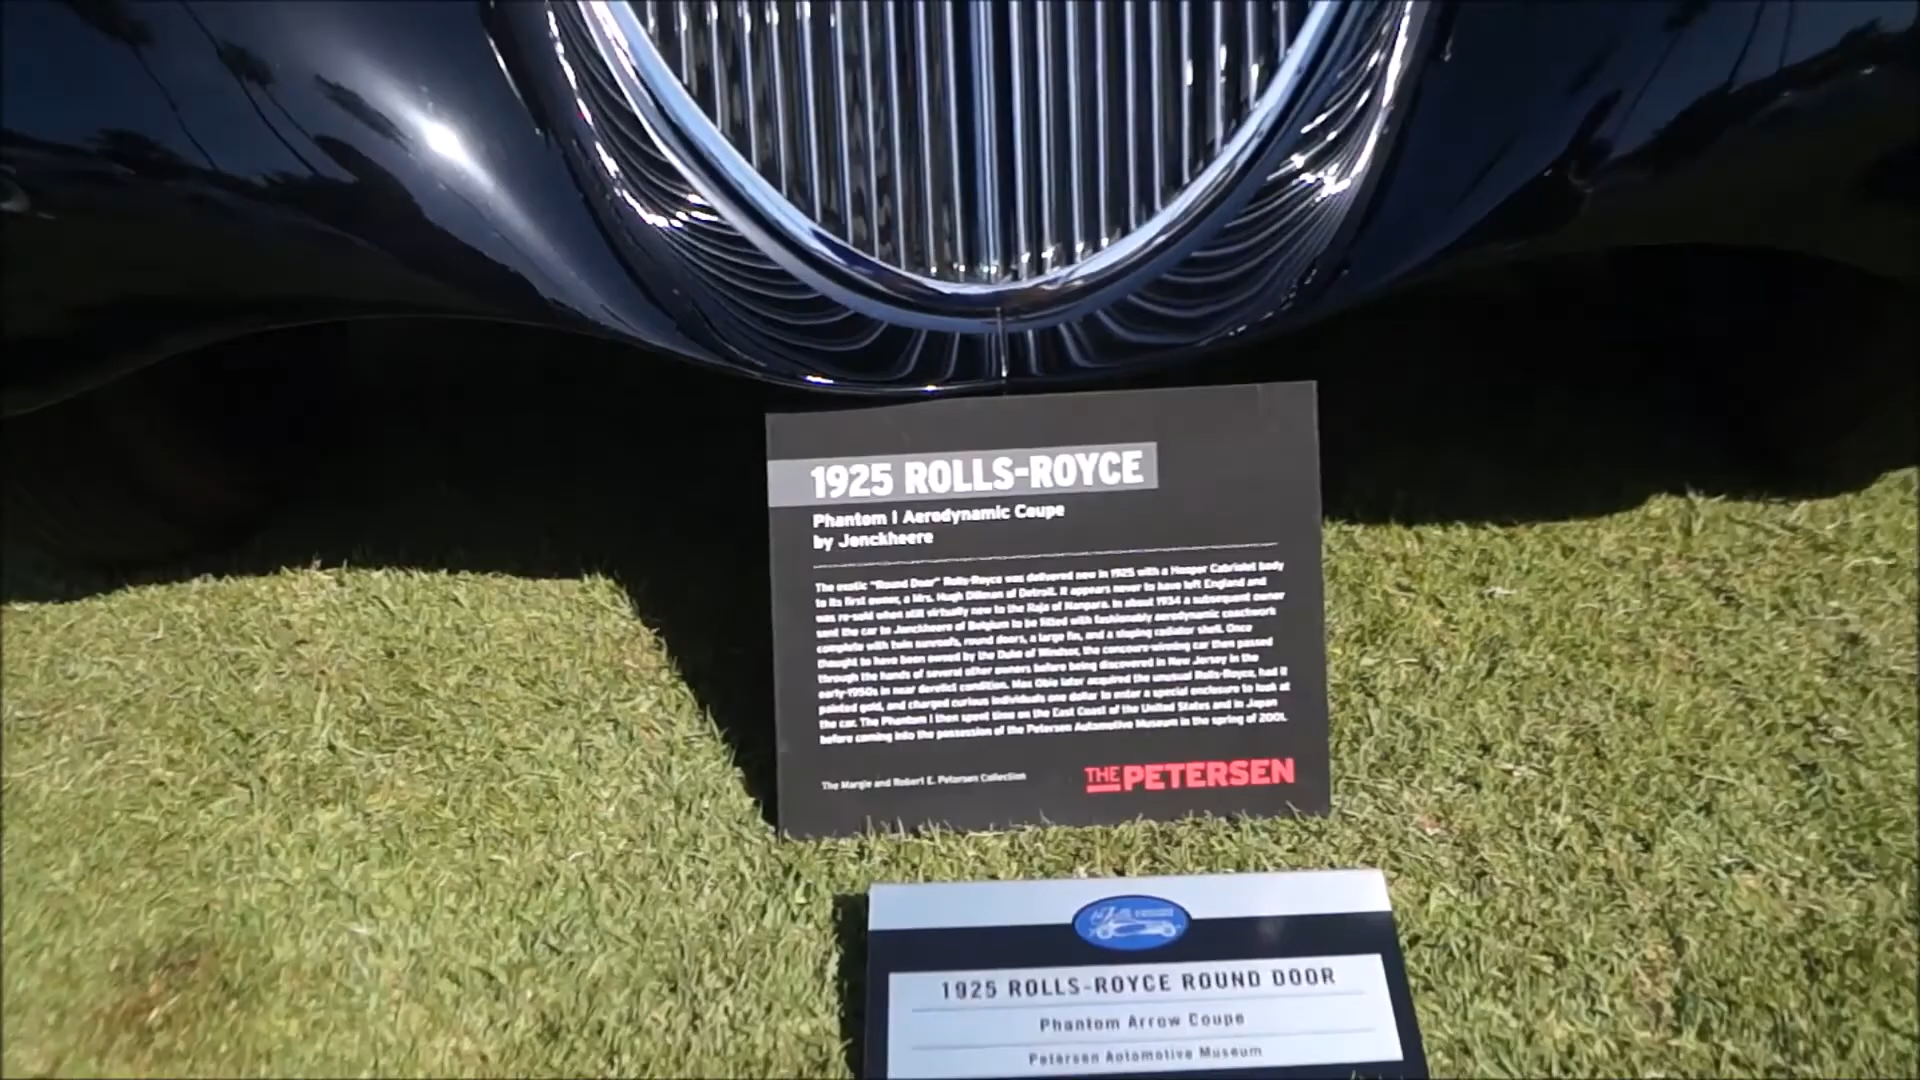 1925 ROLLS-ROYCE
Phantom I Aerodynamic Coupe
by Jonckheere
The exotic "Round Door" Rolls-Royce was delivered new in 1925 with a Hooper Cabriolet body
to its first owner, a Mrs. Hugh Dillman of Detroit. It appears never to have left England and
was re-sold when still virtually new to the Raja of Nanpara. In about 1934 a subsequent owner
sent the car to Jonckheere of Belgium to be fitted with fashionably aerodynamic coachwork
complete with twin sunroofs, round doors, a large fin, and a sloping radiator shell. Once
thought to have been owned by the Duke of Windsor, the concours-winning car then passed
through the hands of several other owners before being discovered in New Jersey in the
early-1950s in near derelict condition. Max Obie later acquired the unusual Rolls-Royce, had it
painted gold, and charged curious individuals one dollar to enter a special enclosure to look at
the car. The Phantom I then spent time on the East Coast of the United States and in Japan
before coming into the possession of the Petersen Automotive Museum in the spring of 2001.
The Margie and Robert E. Petersen Collection
THE PETERSEN
1925 ROLLS-ROYCE ROUND DOOR
Phantom Arrow Coupe
Petersen Aotomotive Museum